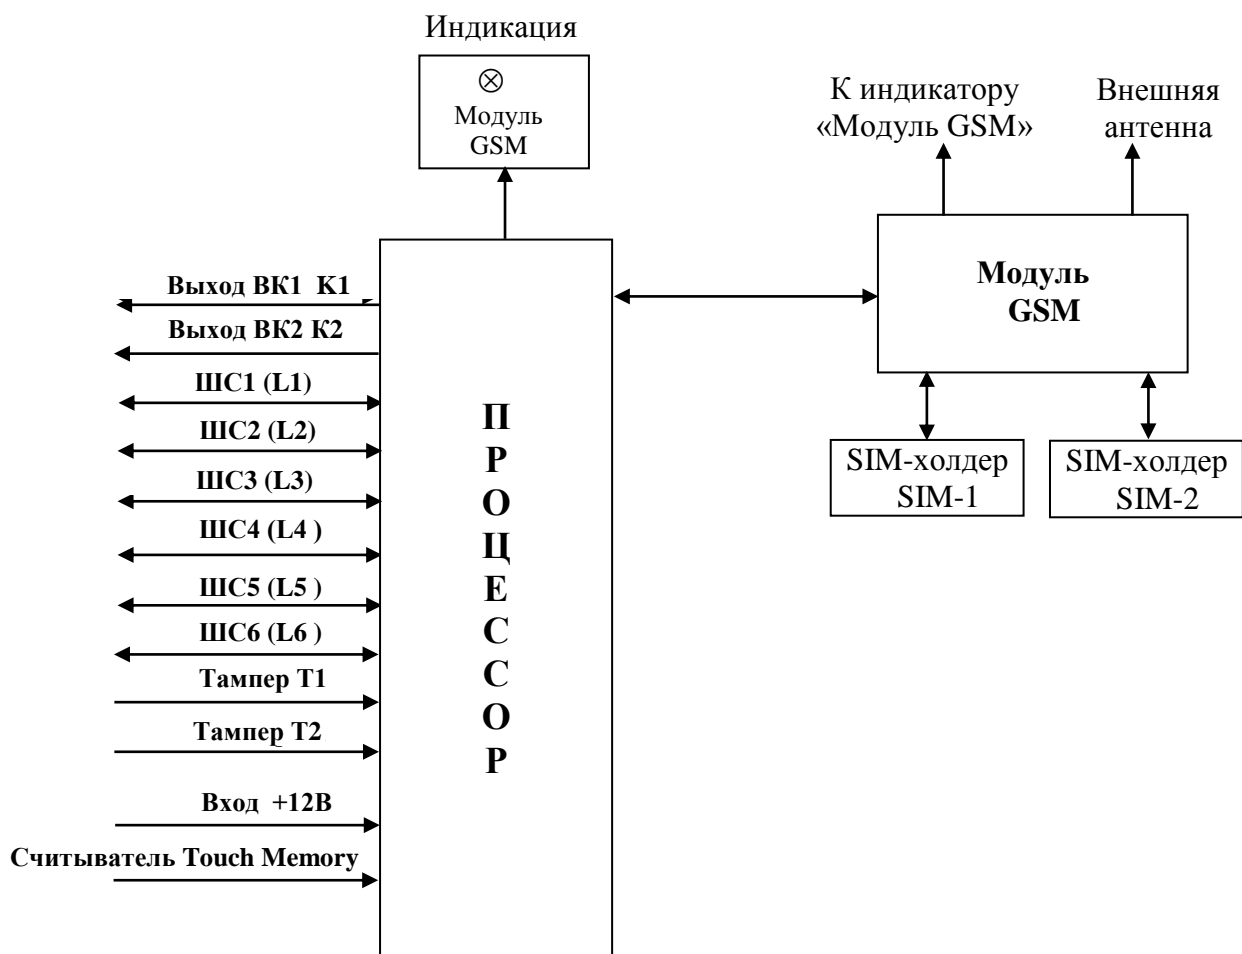 Индикация
Модуль
GSM
К индикатору
«Модуль GSM»
Внешняя
антенна
Модуль
GSM
SIM-холдер
SIM-1
SIM-холдер
SIM-2
Выход ВК1 К1
Выход ВК2 К2
ШС1 (L1)
ШС2 (L2)
ШС3 (L3)
ШС4 (L4 )
ШС5 (L5 )
ШС6 (L6 )
Тампер Т1
Тампер Т2
Вход +12В
Считыватель Touch Memory
П
Р
О
Ц
Е
С
С
О
Р